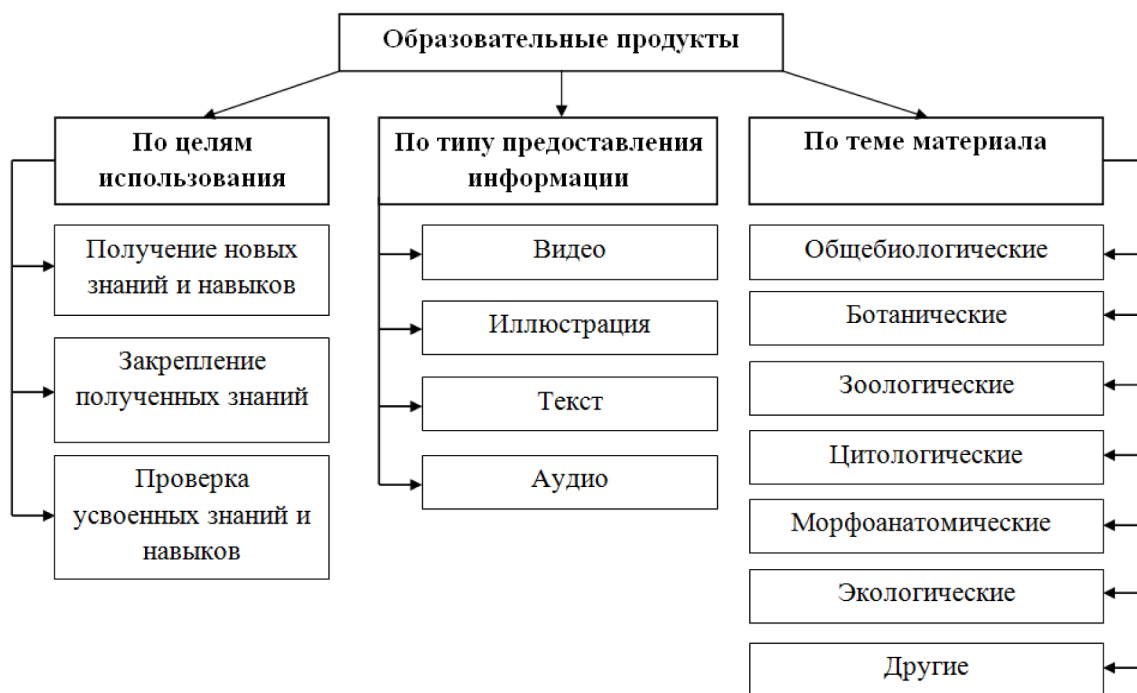 Образовательные продукты
По целям
использования
Получение новых
знаний и навыков
Закрепление
полученных знаний
Проверка
усвоенных знаний и
навыков
По типу предоставления
информации
Видео
Иллюстрация
Текст
Аудио
По теме материала
Общебиологические
Ботанические
Зоологические
Цитологические
Морфоанатомические
Экологические
Другие